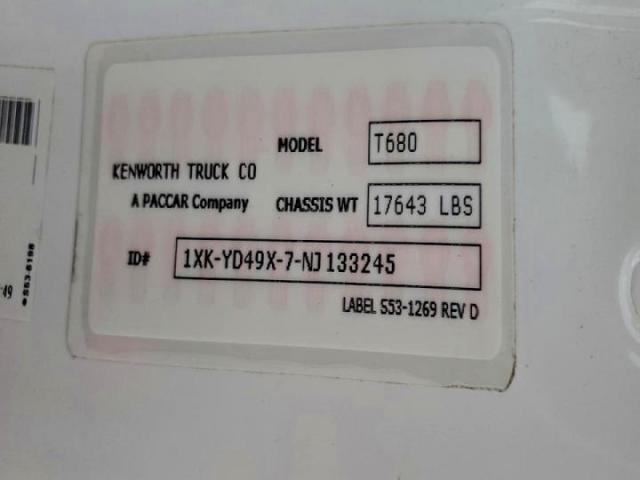 MODEL T680
KENWORTH TRUCK CO
A PACCAR Company CHASSIS WT 17643 LBS
ID# 1XK-YD49X-7-NJ133245
LABEL S53-1269 REV D